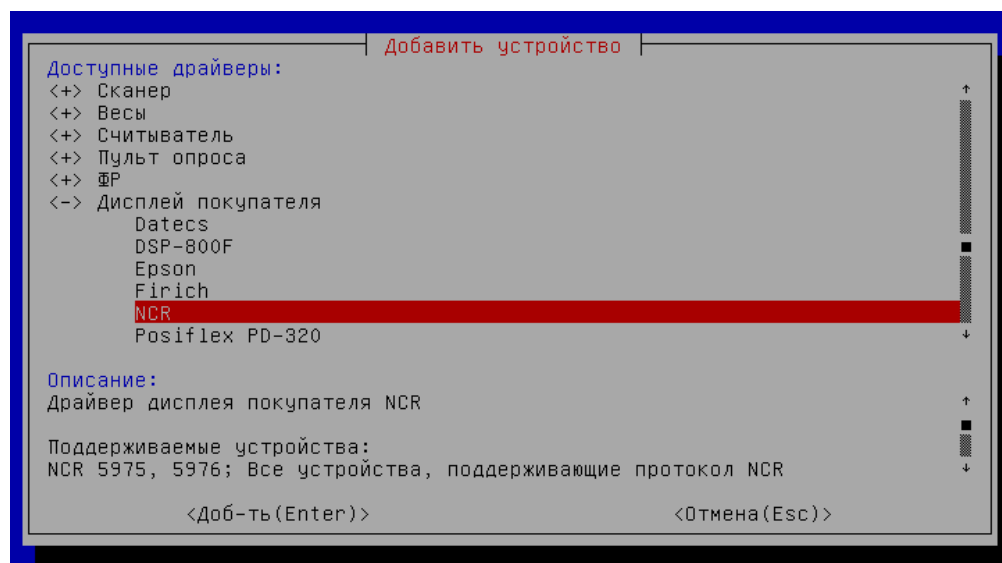 Добавить устройство
Доступные драйверы:
<+> Сканер
<+> Весы
<+> Считыватель
<+> Пульт опроса
<+> ФР
<-> Дисплей покупателя
Datecs
DSP-800F
Epson
Firich
NCR
Posiflex PD-320
Описание:
Драйвер дисплея покупателя NCR
Поддерживаемые устройства:
NCR 5975, 5976; Все устройства, поддерживающие протокол NCR
<Доб-ть(Enter)> <Отмена(Esc)>